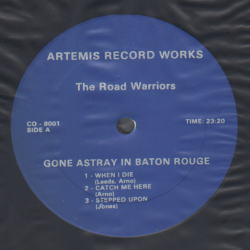 ARTEMIS RECORD WORKS
The Road Warriors
CO - 8001
SIDE A
TIME: 23:20
GONE ASTRAY IN BATON ROUGE
1 - WHEN I DIE
(Leeds, Arno)
2 - CATCH ME HERE
(Arno)
3 - STEPPED UPON
(Jones)